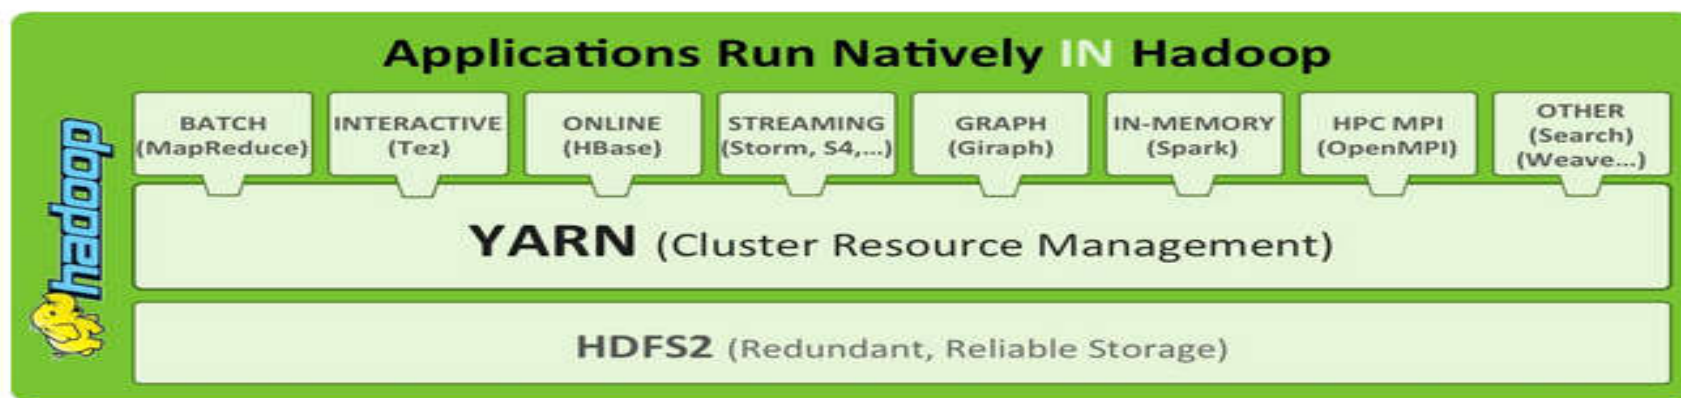 Applications Run Natively IN Hadoop
hadoop
BATCH
(MapReduce)
INTERACTIVE
(Tez)
ONLINE
(HBase)
STREAMING
(Storm, S4,...)
GRAPH
(Giraph)
IN-MEMORY
(Spark)
HPC MPI
(OpenMPI)
OTHER
(Search)
(Weave...)
YARN (Cluster Resource Management)
HDFS2 (Redundant, Reliable Storage)